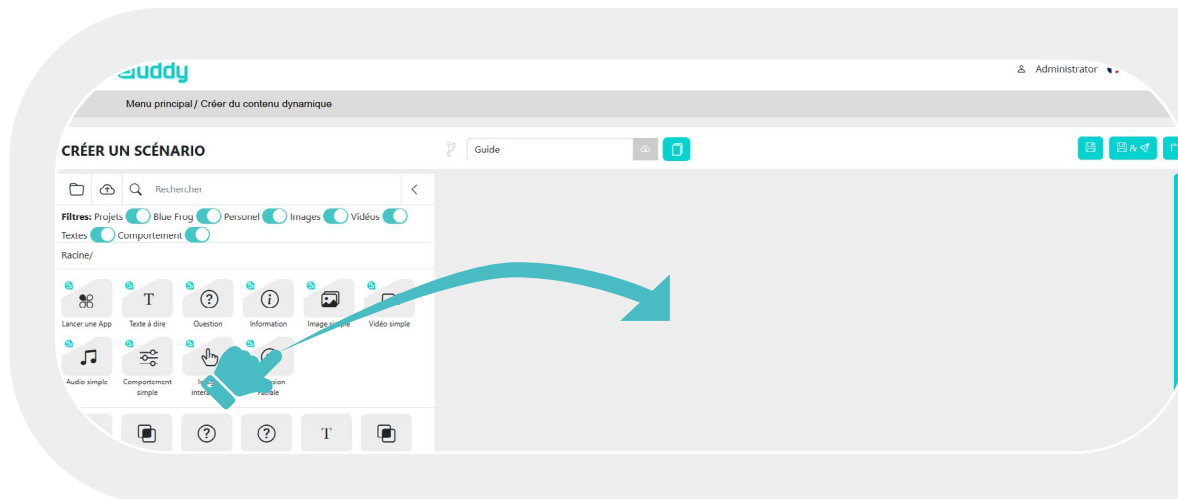 Buddy
Administrator
Menu principal / Créer du contenu dynamique
CRÉER UN SCÉNARIO
Guide
&
Rechercher
Filtres: Projets Blue Frog Personel Images Vidéos
Textes Comportement
Racine/
T
Lancer une App Texte à dire Question Information Image simple Vidéo simple
Audio simple Comportement
simple
T